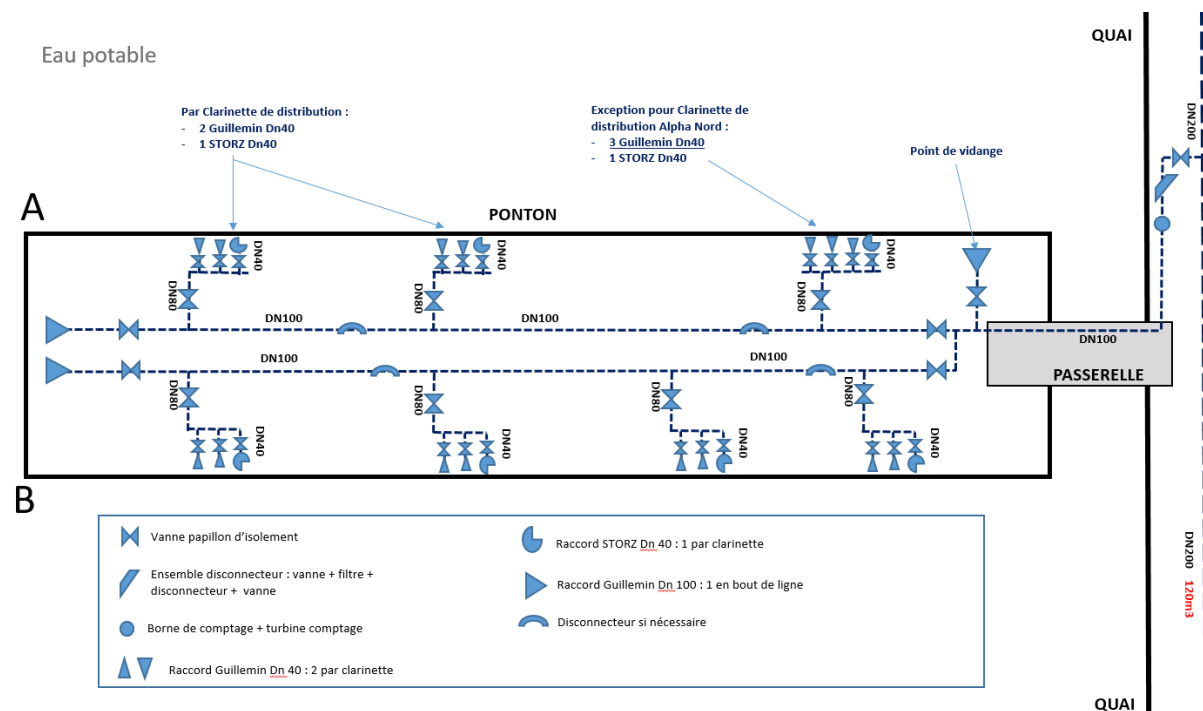 QUAI
Eau potable
Par Clarinette de distribution :
- 2 Guillemin Dn40
- 1 STORZ Dn40
Exception pour Clarinette de
distribution Alpha Nord :
- 3 Guillemin Dn40
- 1 STORZ Dn40
Point de vidange
DN200
A
PONTON
DN40
DN40
DN40
DN80
DN80
DN80
DN100
DN100
DN100
DN100
DN100
PASSERELLE
DN80
DN80
DN80
DN80
DN40
DN40
DN40
DN40
B
Vanne papillon d’isolement
Ensemble disconnecteur : vanne + filtre +
disconnecteur + vanne
Borne de comptage + turbine comptage
Raccord Guillemin Dn 40 : 2 par clarinette
Raccord STORZ Dn 40 : 1 par clarinette
Raccord Guillemin Dn 100 : 1 en bout de ligne
Disconnecteur si nécessaire
DN200 120m3
QUAI